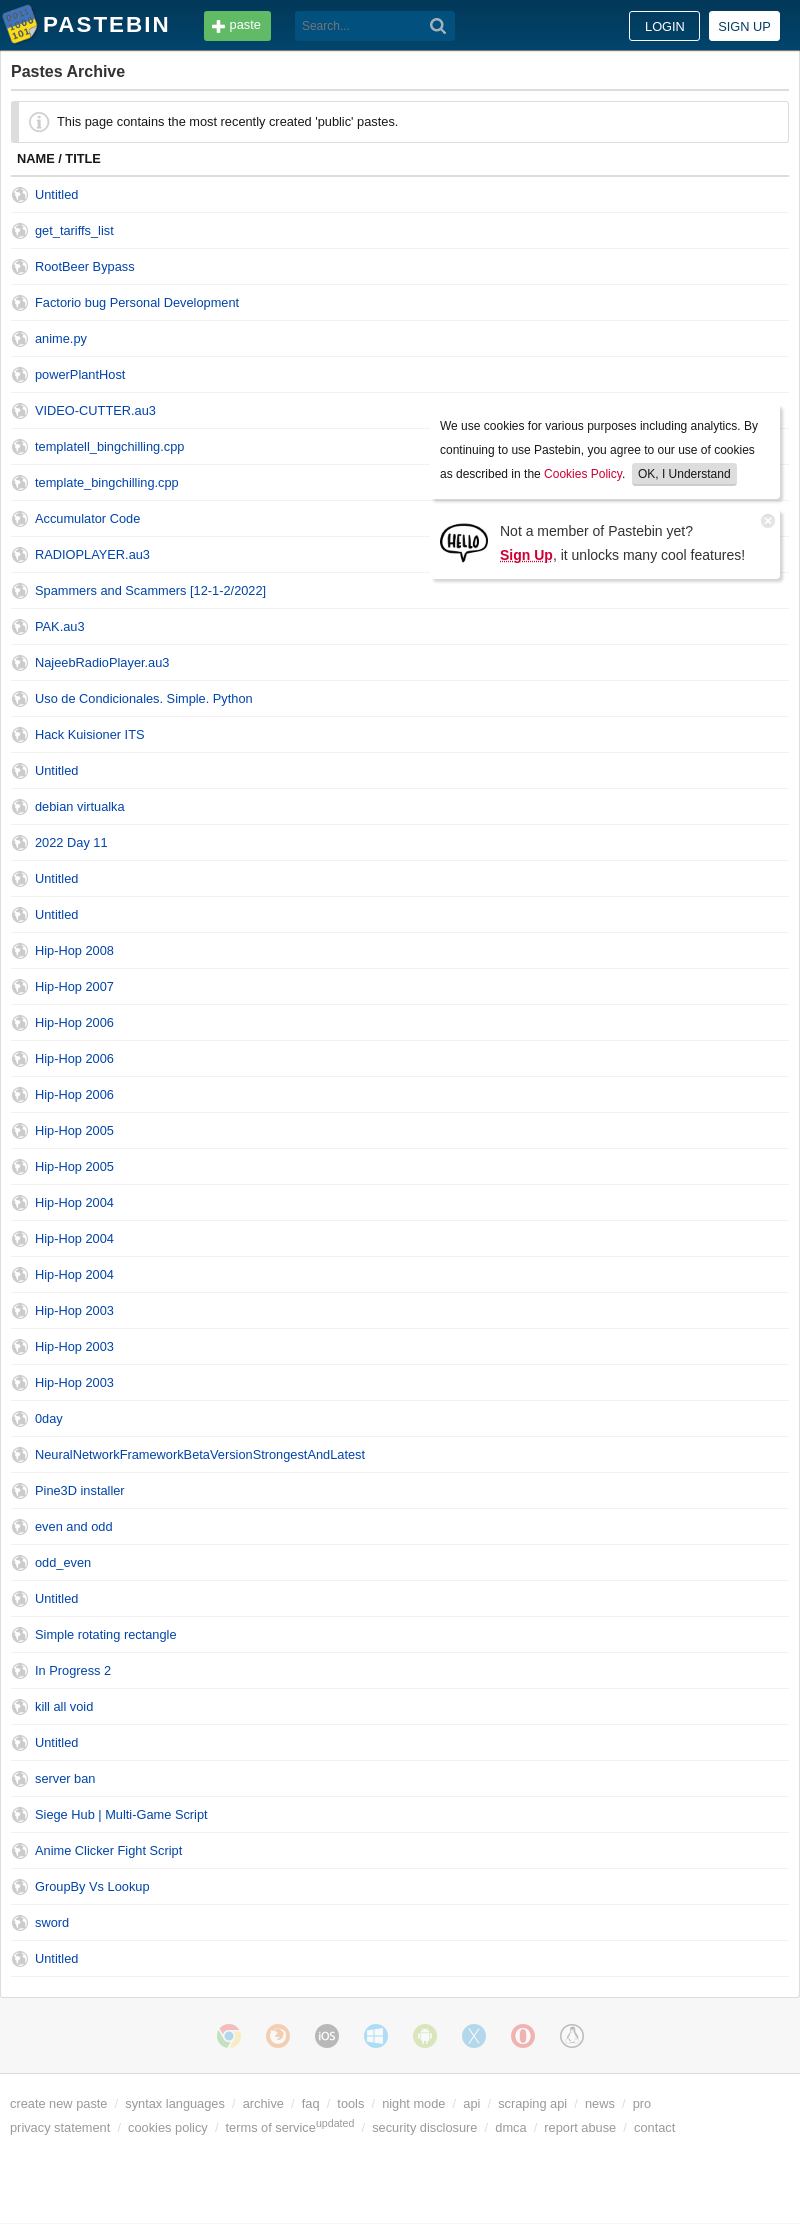 PASTEBIN
paste
Search...
LOGIN
SIGN UP
Pastes Archive
This page contains the most recently created 'public' pastes.
NAME / TITLE
Untitled
get_tariffs_list
RootBeer Bypass
Factorio bug Personal Development
anime.py
powerPlantHost
VIDEO-CUTTER.au3
templatell_bingchilling.cpp
template_bingchilling.cpp
Accumulator Code
RADIOPLAYER.au3
We use cookies for various purposes including analytics. By
continuing to use Pastebin, you agree to our use of cookies
as described in the Cookies Policy. OK, I Understand
HELLO
Not a member of Pastebin yet?
Sign Up, it unlocks many cool features!
Spammers and Scammers [12-1-2/2022]
PAK.au3
NajeebRadioPlayer.au3
Uso de Condicionales. Simple. Python
Hack Kuisioner ITS
Untitled
debian virtualka
2022 Day 11
Untitled
Untitled
Hip-Hop 2008
Hip-Hop 2007
Hip-Hop 2006
Hip-Hop 2006
Hip-Hop 2006
Hip-Hop 2005
Hip-Hop 2005
Hip-Hop 2004
Hip-Hop 2004
Hip-Hop 2004
Hip-Hop 2003
Hip-Hop 2003
Hip-Hop 2003
0day
NeuralNetworkFrameworkBetaVersionStrongestAndLatest
Pine3D installer
even and odd
odd_even
Untitled
Simple rotating rectangle
In Progress 2
kill all void
Untitled
server ban
Siege Hub | Multi-Game Script
Anime Clicker Fight Script
GroupBy Vs Lookup
sword
Untitled
iOS
create new paste / syntax languages / archive / faq / tools / night mode / api / scraping api / news / pro
privacy statement / cookies policy / terms of service updated / security disclosure / dmca / report abuse / contact